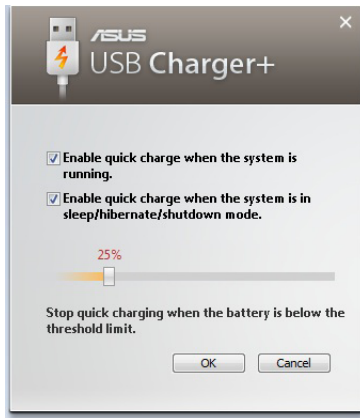 ASUS
USB Charger+
Enable quick charge when the system is
running.
Enable quick charge when the system is in
sleep/hibernate/shutdown mode.
25%
Stop quick charging when the battery is below the
threshold limit.
OK Cancel